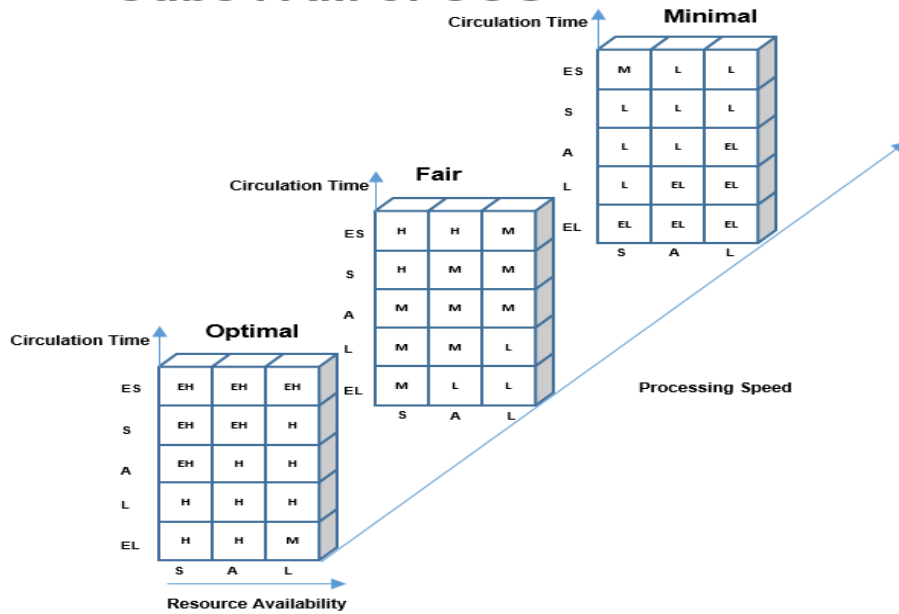 Minimal
Circulation Time
ES M L L
S L L L
A L L EL
L L EL EL
EL EL EL EL
S A L
Fair
Circulation Time
ES H H M
S H M M
A M M M
L M M L
EL M L L
S A L
Optimal
Circulation Time
ES EH EH EH
S EH EH H
A EH H H
L H H H
EL H H M
S A L
Resource Availability
Processing Speed